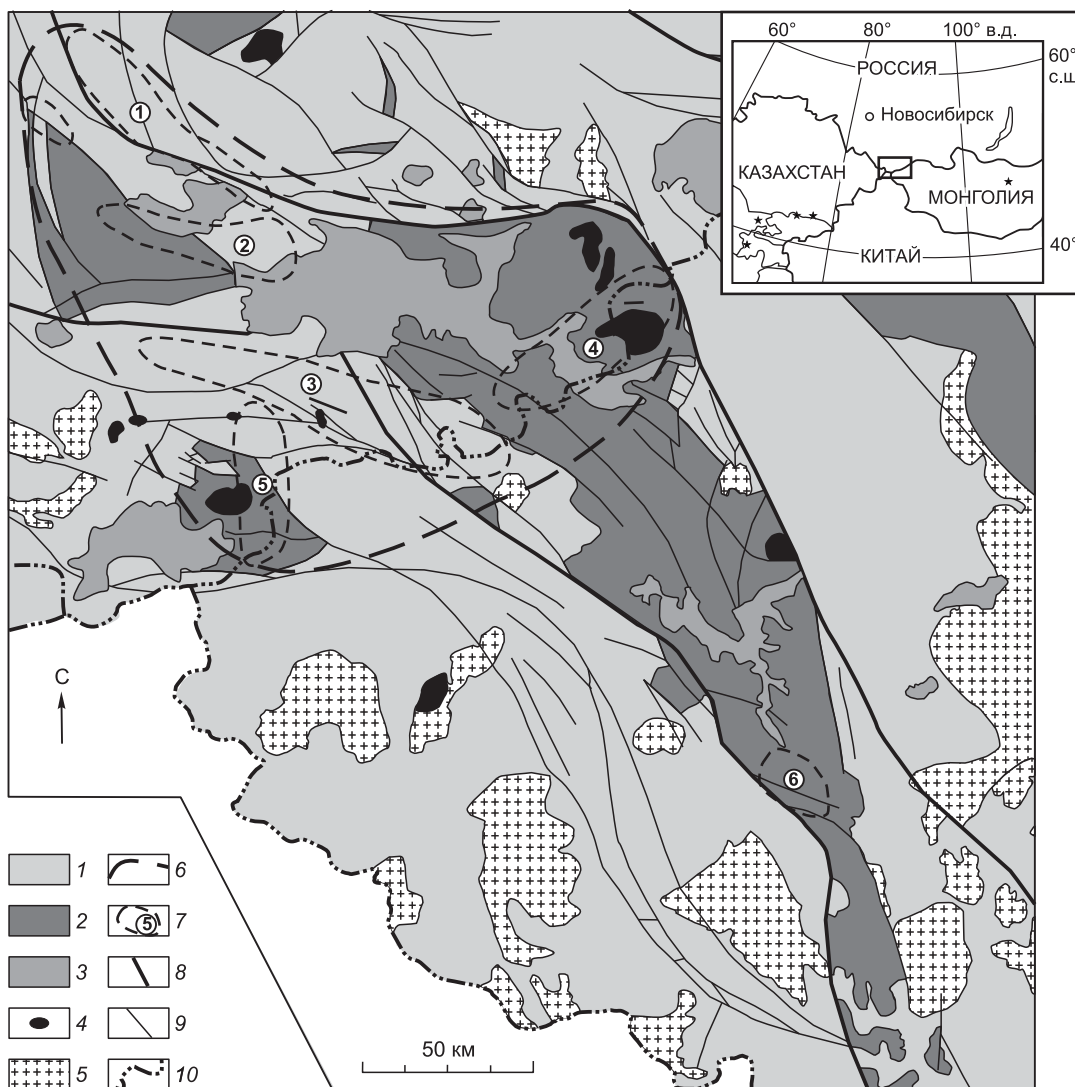 60° 80° 100° в.д.
60°
с.ш
РОССИЯ
Новосибирск
КАЗАХСТАН
МОНГОЛИЯ
КИТАЙ
40°
1
2
3
4
5
6
С
50 км
1 6
2 5 7
3 8
4 9
5 10